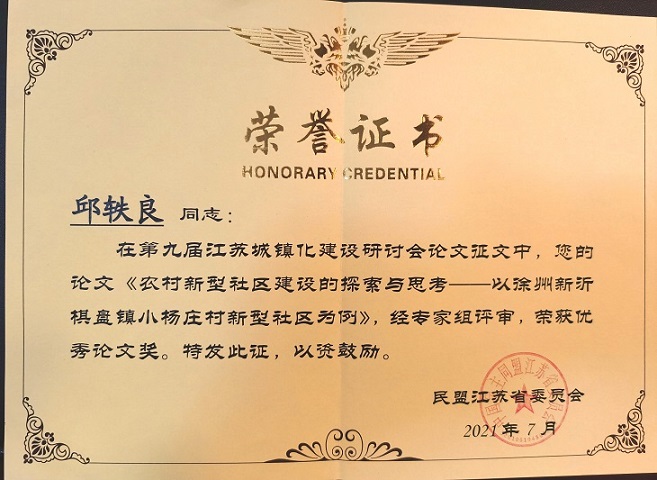 荣誉证书
HONORARY CREDENTIAL
邱轶良 同志：
在第九届江苏城镇化建设研讨会论文征文中，您的
论文《农村新型社区建设的探索与思考——以徐州新沂
棋盘镇小杨庄村新型社区为例》，经专家组评审，荣获优
秀论文奖。特发此证，以资鼓励。
民盟江苏省委员会
2021年7月